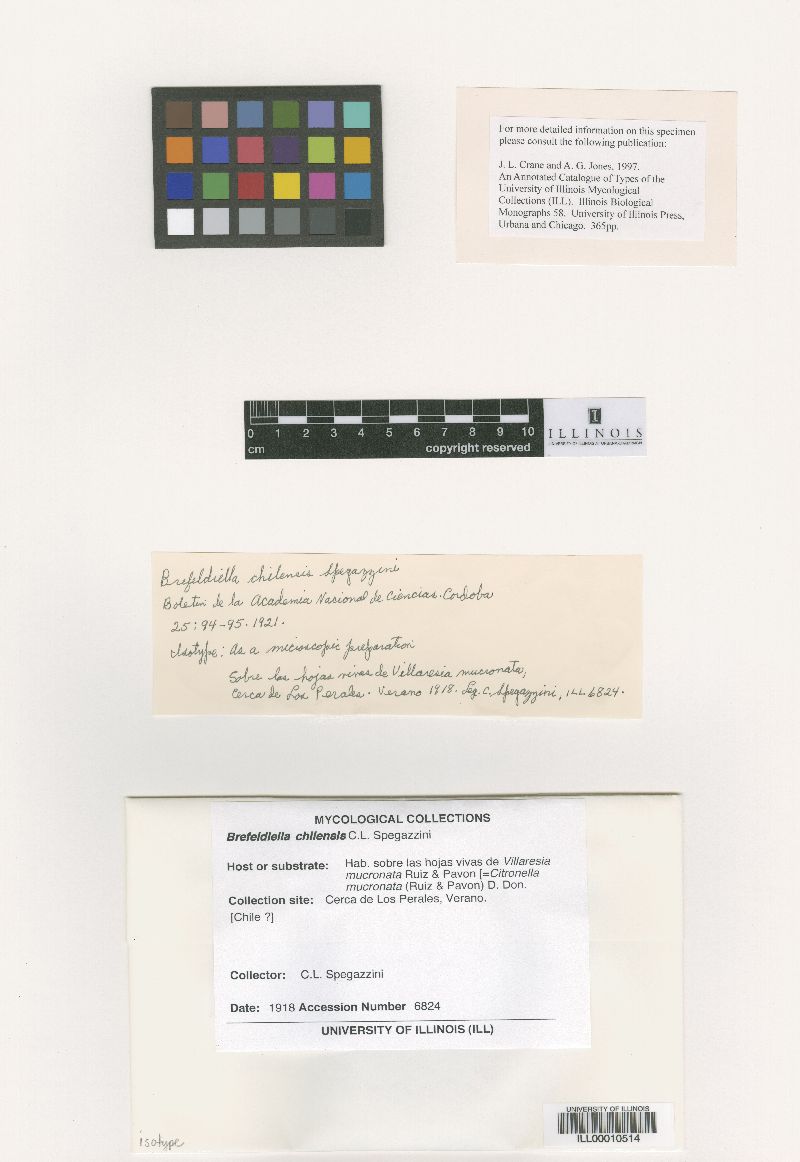 For more detailed information on this specimen
please consult the following publication:
J. L. Crane and A. G. Jones, 1997.
An Annotated Catalogue of Types of the
University of Illinois Mycological
Collections (ILL). Illinois Biological
Monographs 58. University of Illinois Press,
Urbana and Chicago. 365pp.
0 1 2 3 4 5 6 7 8 9 10
cm copyright reserved
I
ILLINOIS
UNIVERSITY OF ILLINOIS AT URBANA-CHAMPAIGN
Brefeldiella chilensis Spegazzini
Boletin de la Academia Nacional de Ciencias. Cordoba
25: 94-95. 1921.
Isotype: As a microscopic preparation
Sobre las hojas vivas de Villaresia mucronata,
Cerca de Los Perales. Verano 1918. Leg. C. Spegazzini, ILL 6824.
MYCOLOGICAL COLLECTIONS
Brefeldiella chilensis C.L. Spegazzini
Host or substrate: Hab. sobre las hojas vivas de Villaresia
mucronata Ruiz & Pavon [=Citronella
mucronata (Ruiz & Pavon) D. Don.
Collection site: Cerca de Los Perales, Verano.
[Chile ?]
Collector: C.L. Spegazzini
Date: 1918 Accession Number 6824
UNIVERSITY OF ILLINOIS (ILL)
UNIVERSITY OF ILLINOIS
ILL00010514
isotype